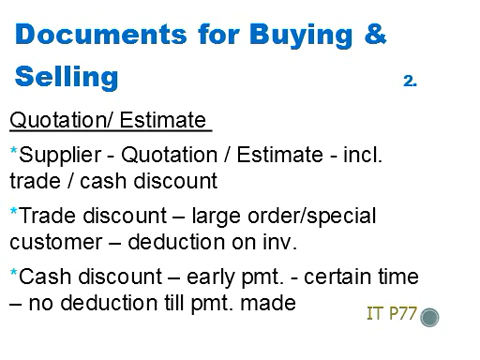 Documents for Buying &
Selling 2.
Quotation/ Estimate
*Supplier - Quotation / Estimate - incl.
trade / cash discount
*Trade discount – large order/special
customer – deduction on inv.
*Cash discount – early pmt. - certain time
– no deduction till pmt. made
IT P77